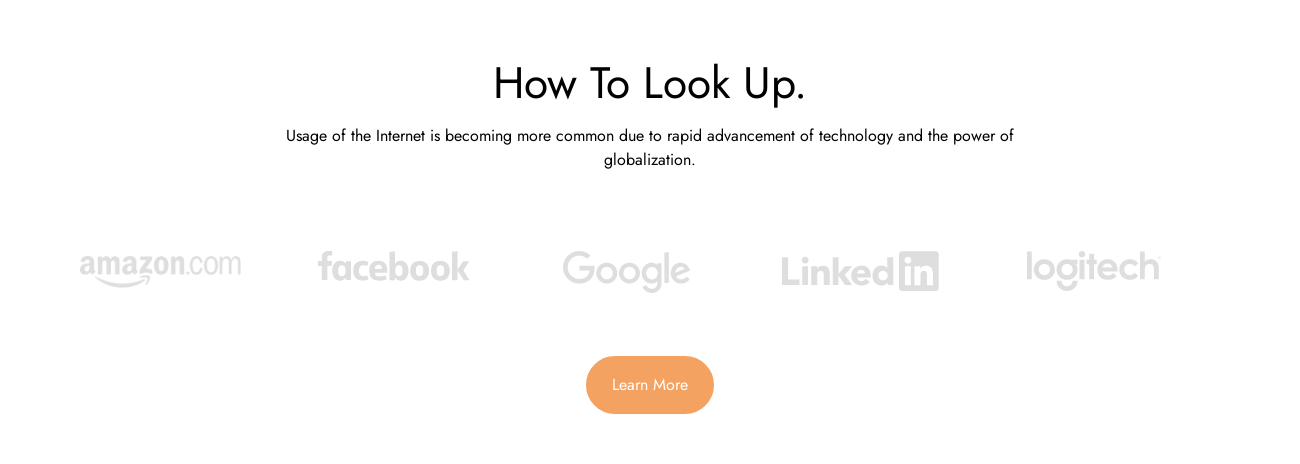 How To Look Up.
Usage of the Internet is becoming more common due to rapid advancement of technology and the power of
globalization.
amazon.com facebook Google Linkedin logitech
Learn More